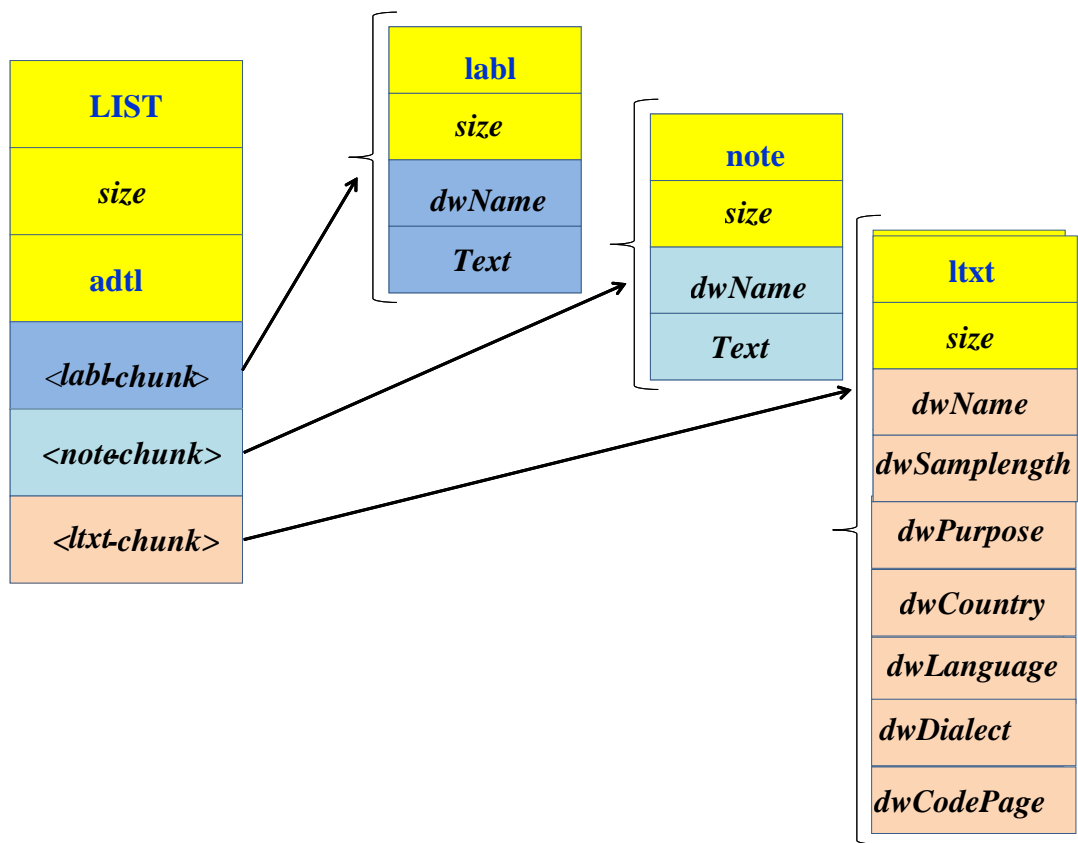 LIST
size
adtl
<labl-chunk>
<note-chunk>
<ltxt-chunk>
labl
size
dwName
Text
note
size
dwName
Text
ltxt
size
dwName
dwSamplength
dwPurpose
dwCountry
dwLanguage
dwDialect
dwCodePage